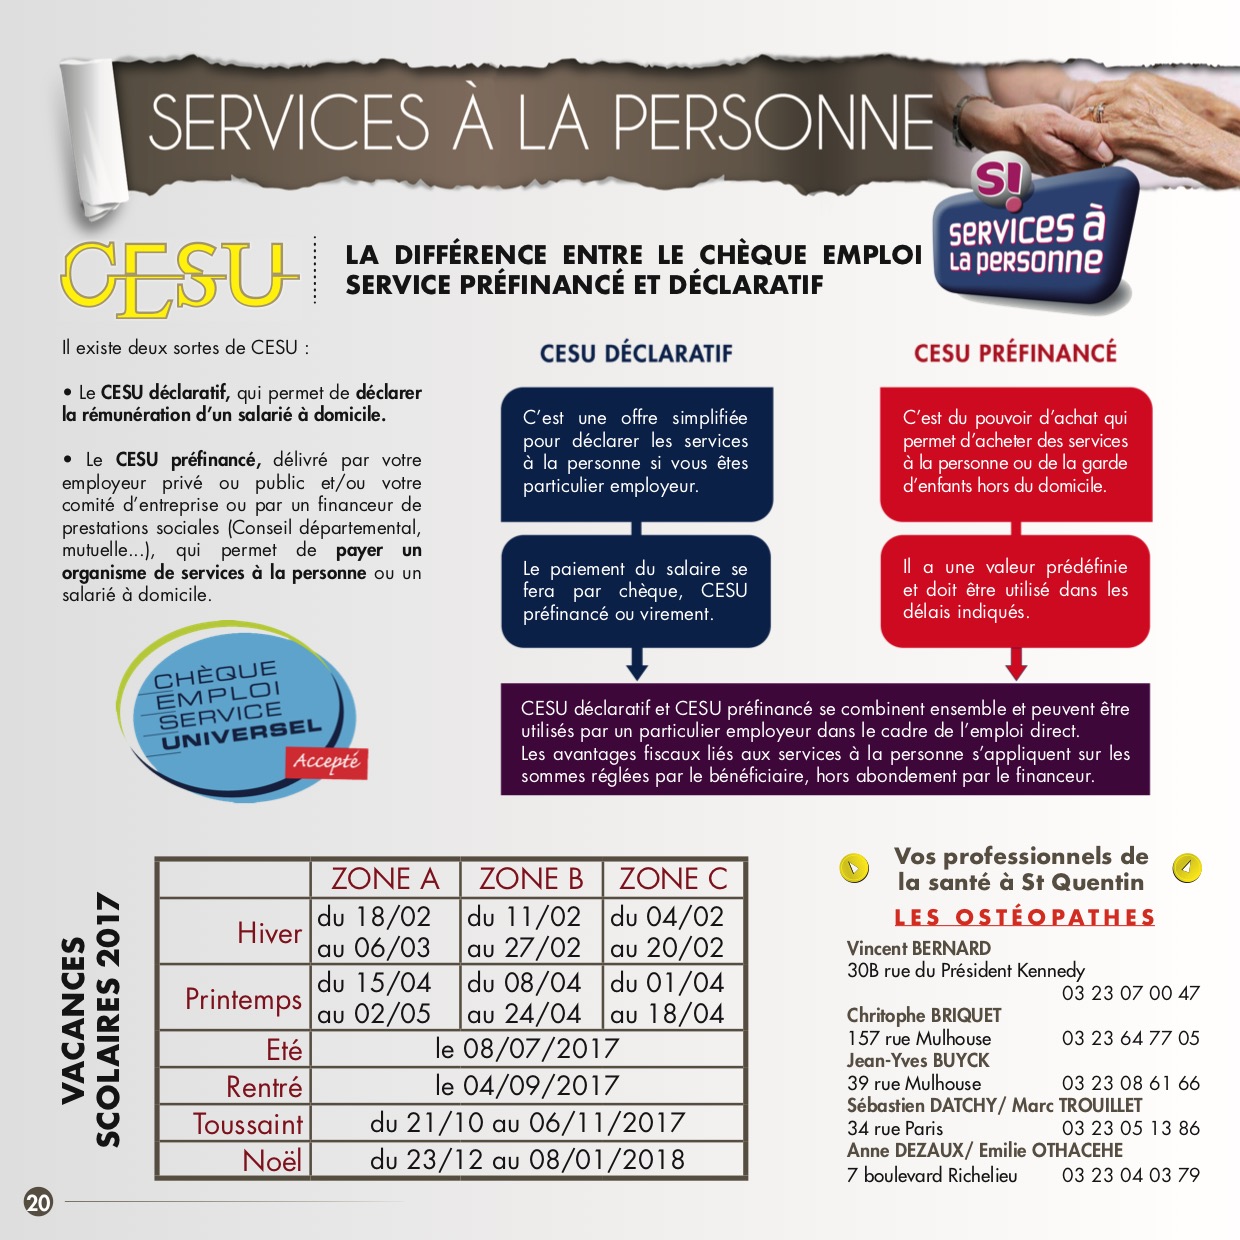 SERVICES À LA PERSONNE
S!
SERVICES à
La PERSONNE
CESU
LA DIFFÉRENCE ENTRE LE CHÈQUE EMPLOI
SERVICE PRÉFINANCÉ ET DÉCLARATIF
Il existe deux sortes de CESU :
• Le CESU déclaratif, qui permet de déclarer
la rémunération d’un salarié à domicile.
• Le CESU préfinancé, délivré par votre
employeur privé ou public et/ou votre
comité d’entreprise ou par un financeur de
prestations sociales (Conseil départemental,
mutuelle...), qui permet de payer un
organisme de services à la personne ou un
salarié à domicile.
CHÈQUE
EMPLOI
SERVICE
UNIVERSEL
Accepté
CESU DÉCLARATIF
C’est une offre simplifiée
pour déclarer les services
à la personne si vous êtes
particulier employeur.
Le paiement du salaire se
fera par chèque, CESU
préfinancé ou virement.
CESU PRÉFINANCÉ
C’est du pouvoir d’achat qui
permet d’acheter des services
à la personne ou de la garde
d’enfants hors du domicile.
Il a une valeur prédéfinie
et doit être utilisé dans les
délais indiqués.
CESU déclaratif et CESU préfinancé se combinent ensemble et peuvent être
utilisés par un particulier employeur dans le cadre de l’emploi direct.
Les avantages fiscaux liés aux services à la personne s’appliquent sur les
sommes réglées par le bénéficiaire, hors abondement par le financeur.
VACANCES
SCOLAIRES 2017
ZONE A ZONE B ZONE C
Hiver
du 18/02 du 11/02 du 04/02
au 06/03 au 27/02 au 20/02
Printemps
du 15/04 du 08/04 du 01/04
au 02/05 au 24/04 au 18/04
Eté le 08/07/2017
Rentré le 04/09/2017
Toussaint du 21/10 au 06/11/2017
Noël du 23/12 au 08/01/2018
Vos professionnels de
la santé à St Quentin
LES OSTÉOPATHES
Vincent BERNARD
30B rue du Président Kennedy
03 23 07 00 47
Chritophe BRIQUET
157 rue Mulhouse 03 23 64 77 05
Jean-Yves BUYCK
39 rue Mulhouse 03 23 08 61 66
Sébastien DATCHY/ Marc TROUILLET
34 rue Paris 03 23 05 13 86
Anne DEZAUX/ Emilie OTHACEHE
7 boulevard Richelieu 03 23 04 03 79
20